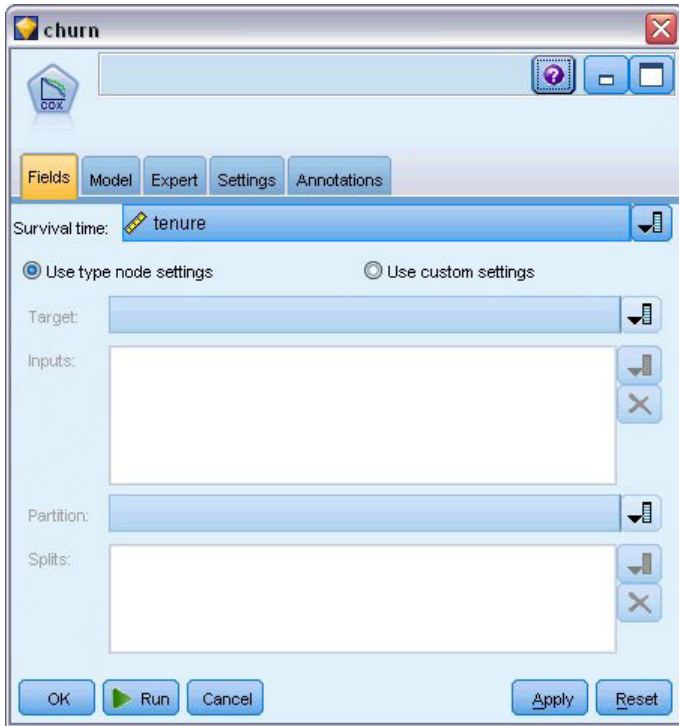 churn
COX
Fields Model Expert Settings Annotations
Survival time: tenure
Use type node settings Use custom settings
Target:
Inputs:
Partition:
Splits:
OK Run Cancel Apply Reset